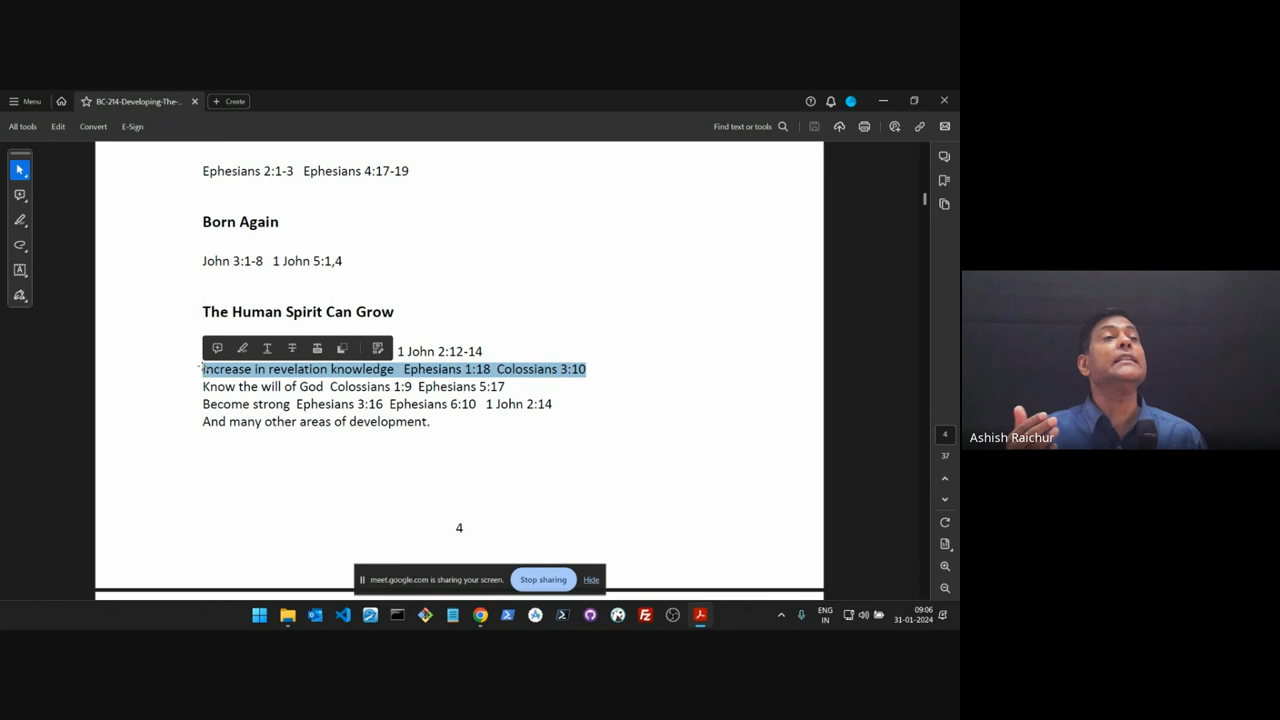 Menu
BC-214-Developing-The-...
Create
All tools
Edit
Convert
E-Sign
Find text or tools
Ephesians 2:1-3 Ephesians 4:17-19
Born Again
John 3:1-8 1 John 5:1,4
The Human Spirit Can Grow
1 John 2:12-14
Increase in revelation knowledge Ephesians 1:18 Colossians 3:10
Know the will of God Colossians 1:9 Ephesians 5:17
Become strong Ephesians 3:16 Ephesians 6:10 1 John 2:14
And many other areas of development.
4
4
37
Ashish Raichur
meet.google.com is sharing your screen.
Stop sharing
Hide
ENG
IN
09:06
31-01-2024